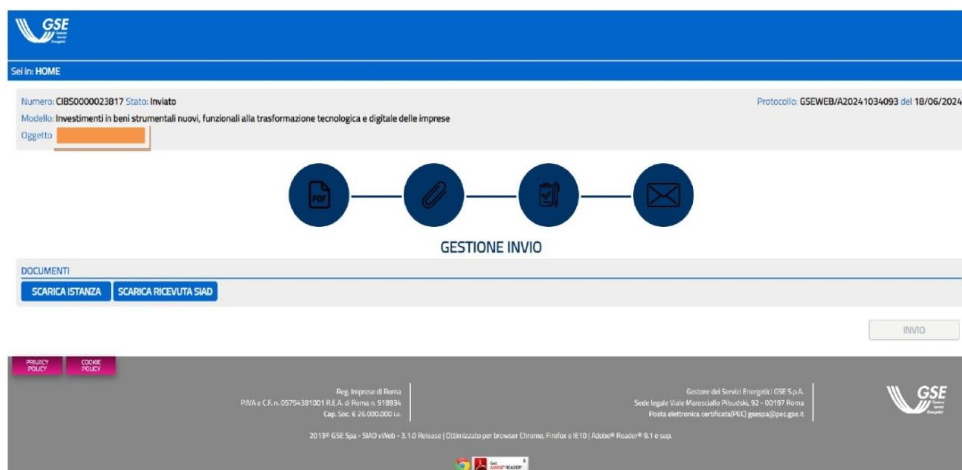 GSE
Sei in: HOME
Numero: CIBS0000023817 Stato: Inviato
Protocollo: GSEWEB/A20241034093 del 18/06/2024
Modello: Investimenti in beni strumentali nuovi, funzionali alla trasformazione tecnologica e digitale delle imprese
Oggetto
PDF
GESTIONE INVIO
DOCUMENTI
SCARICA ISTANZA
SCARICA RICEVUTA SIAD
INVIO
PRIVACY POLICY
COOKIE POLICY
Reg. Imprese di Roma
P.IVA e C.F. n. 05754381001 R.E.A. di Roma n. 918934
Cap. Soc. € 26.000.000 i.v.
Gestore dei Servizi Energetici GSE S.p.A.
Sede legale Viale Maresciallo Pilsudski, 92 - 00197 Roma
Posta elettronica certificata(PEC) gsespa@pec.gse.it
GSE
2013® GSE Spa - SIAD vWeb - 3.1.0 Release | Ottimizzato per browser Chrome, Firefox e IE10 | Adobe® Reader® 9.1 e sup.
Get
ADOBE® READER®